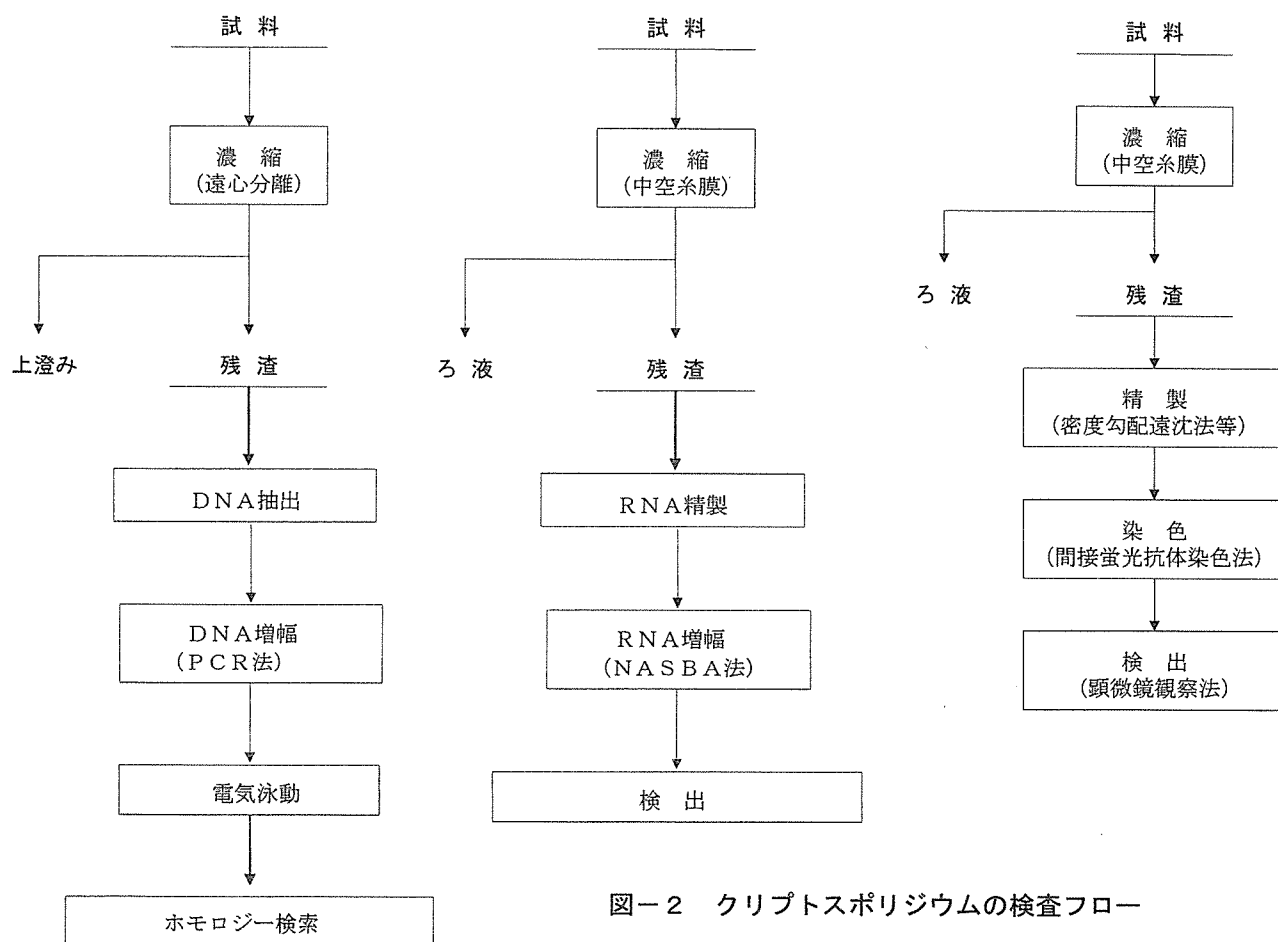 試 料
濃 縮
(遠心分離)
上澄み
残 渣
DNA抽出
DNA増幅
(PCR法)
電気泳動
ホモロジー検索
試 料
濃 縮
(中空糸膜)
ろ 液
残 渣
RNA精製
RNA増幅
(NASBA法)
検 出
試 料
濃 縮
(中空糸膜)
ろ 液
残 渣
精 製
(密度勾配遠沈法等)
染 色
(間接蛍光抗体染色法)
検 出
(顕微鏡観察法)
図-2 クリプトスポリジウムの検査フロー